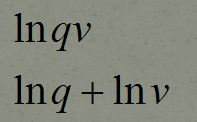 ln qv
ln q + ln v